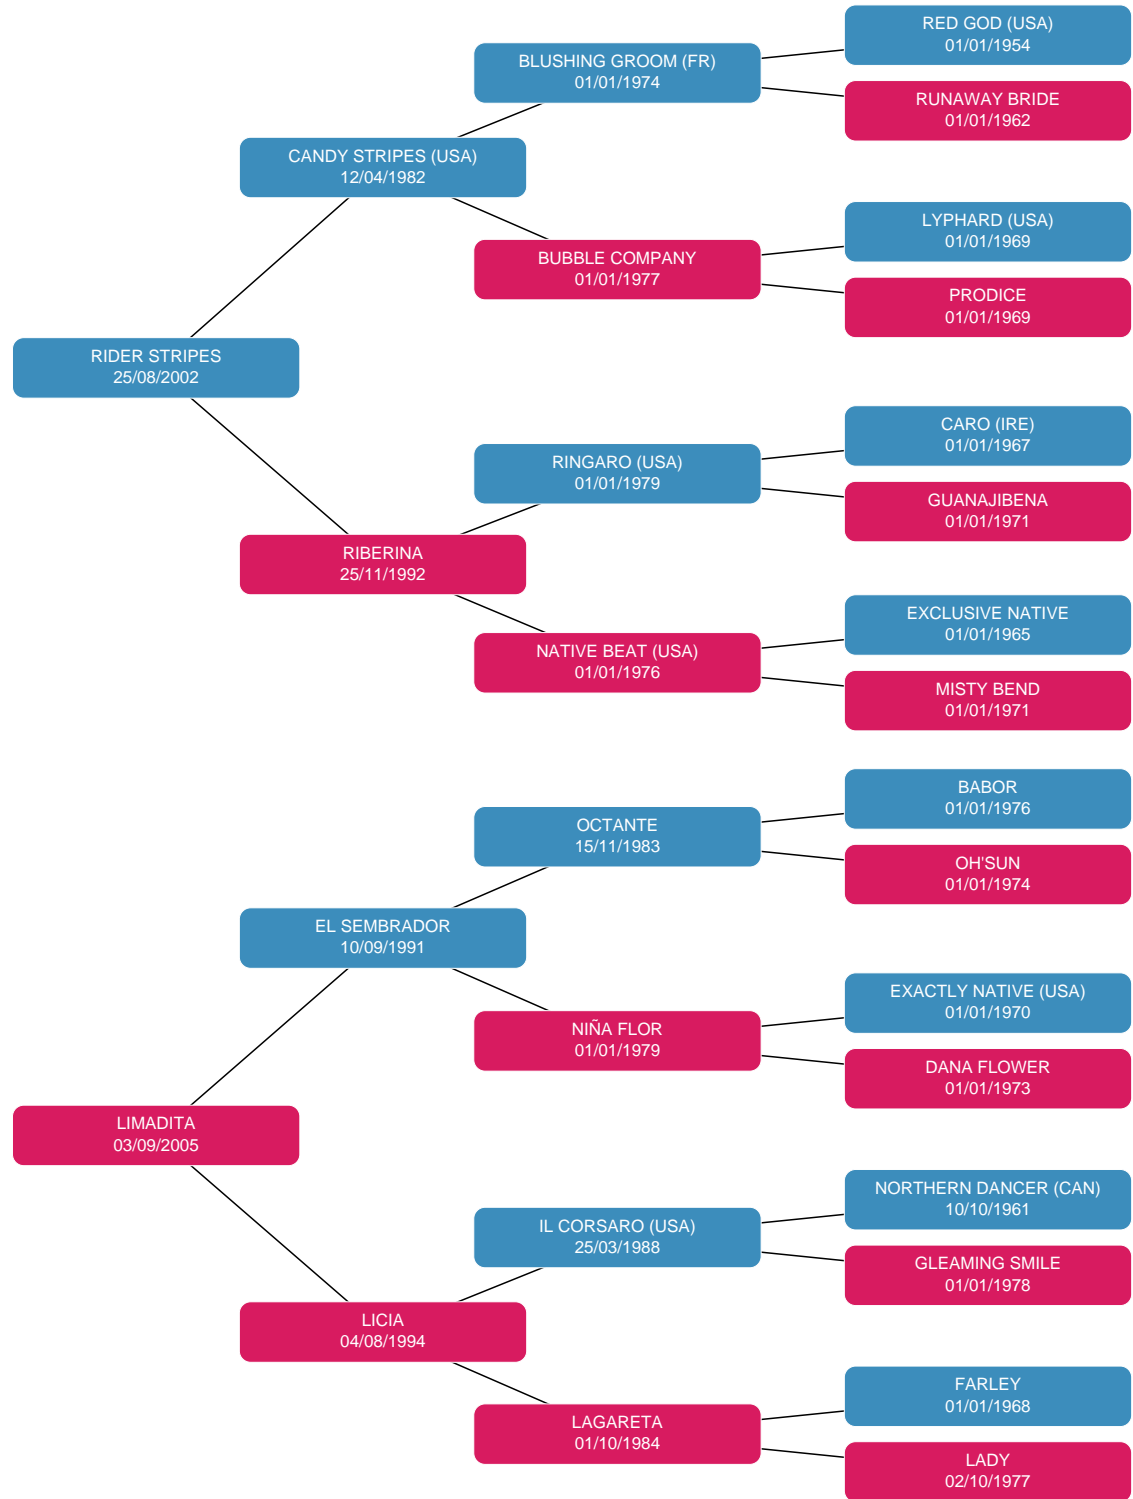 RED GOD (USA)
01/01/1954
BLUSHING GROOM (FR)
01/01/1974
RUNAWAY BRIDE
01/01/1962
CANDY STRIPES (USA)
12/04/1982
LYPHARD (USA)
01/01/1969
BUBBLE COMPANY
01/01/1977
PRODICE
01/01/1969
RIDER STRIPES
25/08/2002
CARO (IRE)
01/01/1967
RINGARO (USA)
01/01/1979
GUANAJIBENA
01/01/1971
RIBERINA
25/11/1992
EXCLUSIVE NATIVE
01/01/1965
NATIVE BEAT (USA)
01/01/1976
MISTY BEND
01/01/1971
BABOR
01/01/1976
OCTANTE
15/11/1983
OH'SUN
01/01/1974
EL SEMBRADOR
10/09/1991
EXACTLY NATIVE (USA)
01/01/1970
NIÑA FLOR
01/01/1979
DANA FLOWER
01/01/1973
LIMADITA
03/09/2005
NORTHERN DANCER (CAN)
10/10/1961
IL CORSARO (USA)
25/03/1988
GLEAMING SMILE
01/01/1978
LICIA
04/08/1994
FARLEY
01/01/1968
LAGARETA
01/10/1984
LADY
02/10/1977